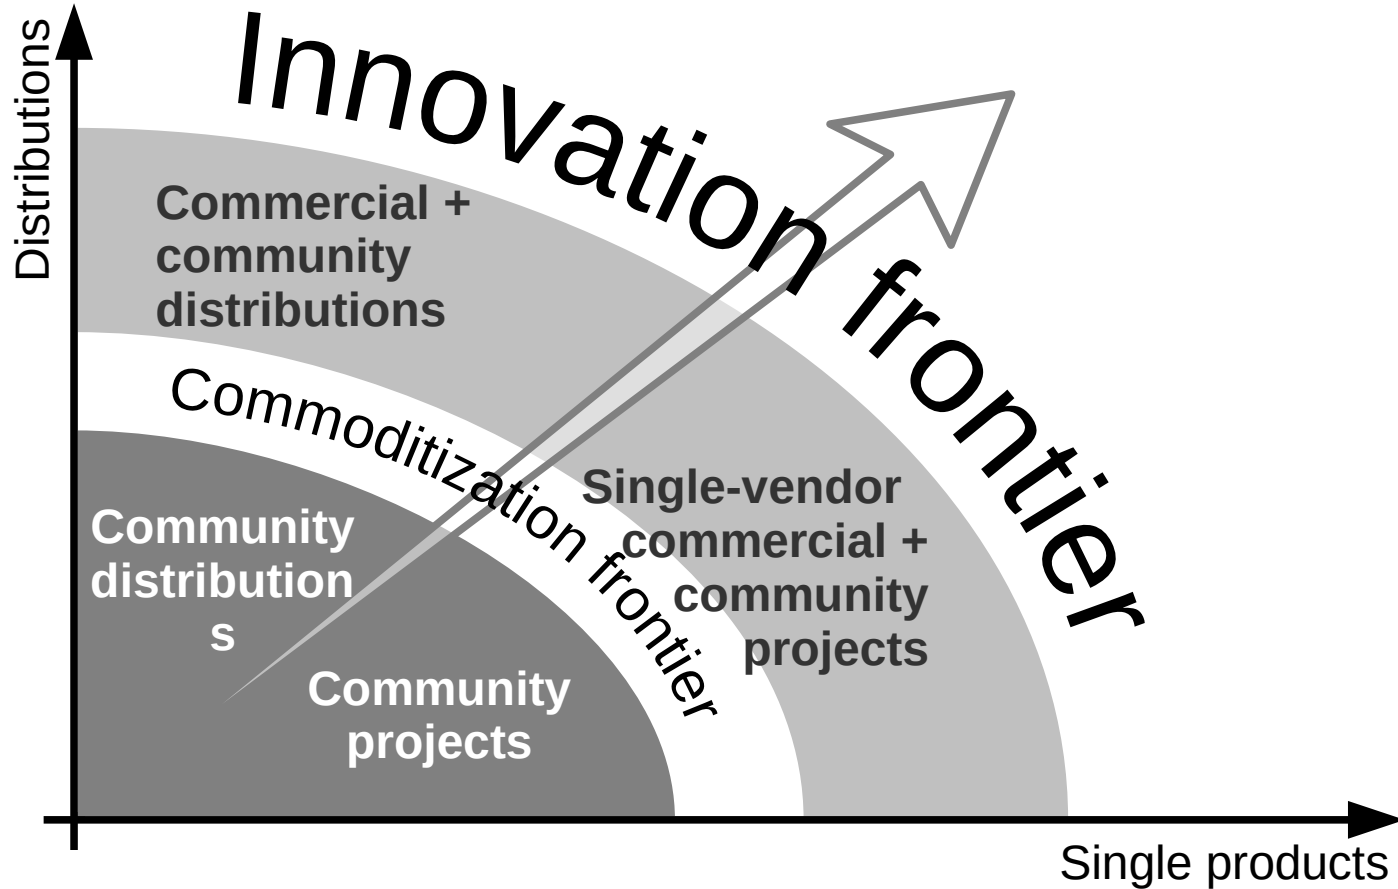 Distributions
Innovation frontier
Commercial +
community
distributions
Commoditization frontier
Single-vendor
commercial +
community
projects
Community
distribution
s
Community
projects
Single products